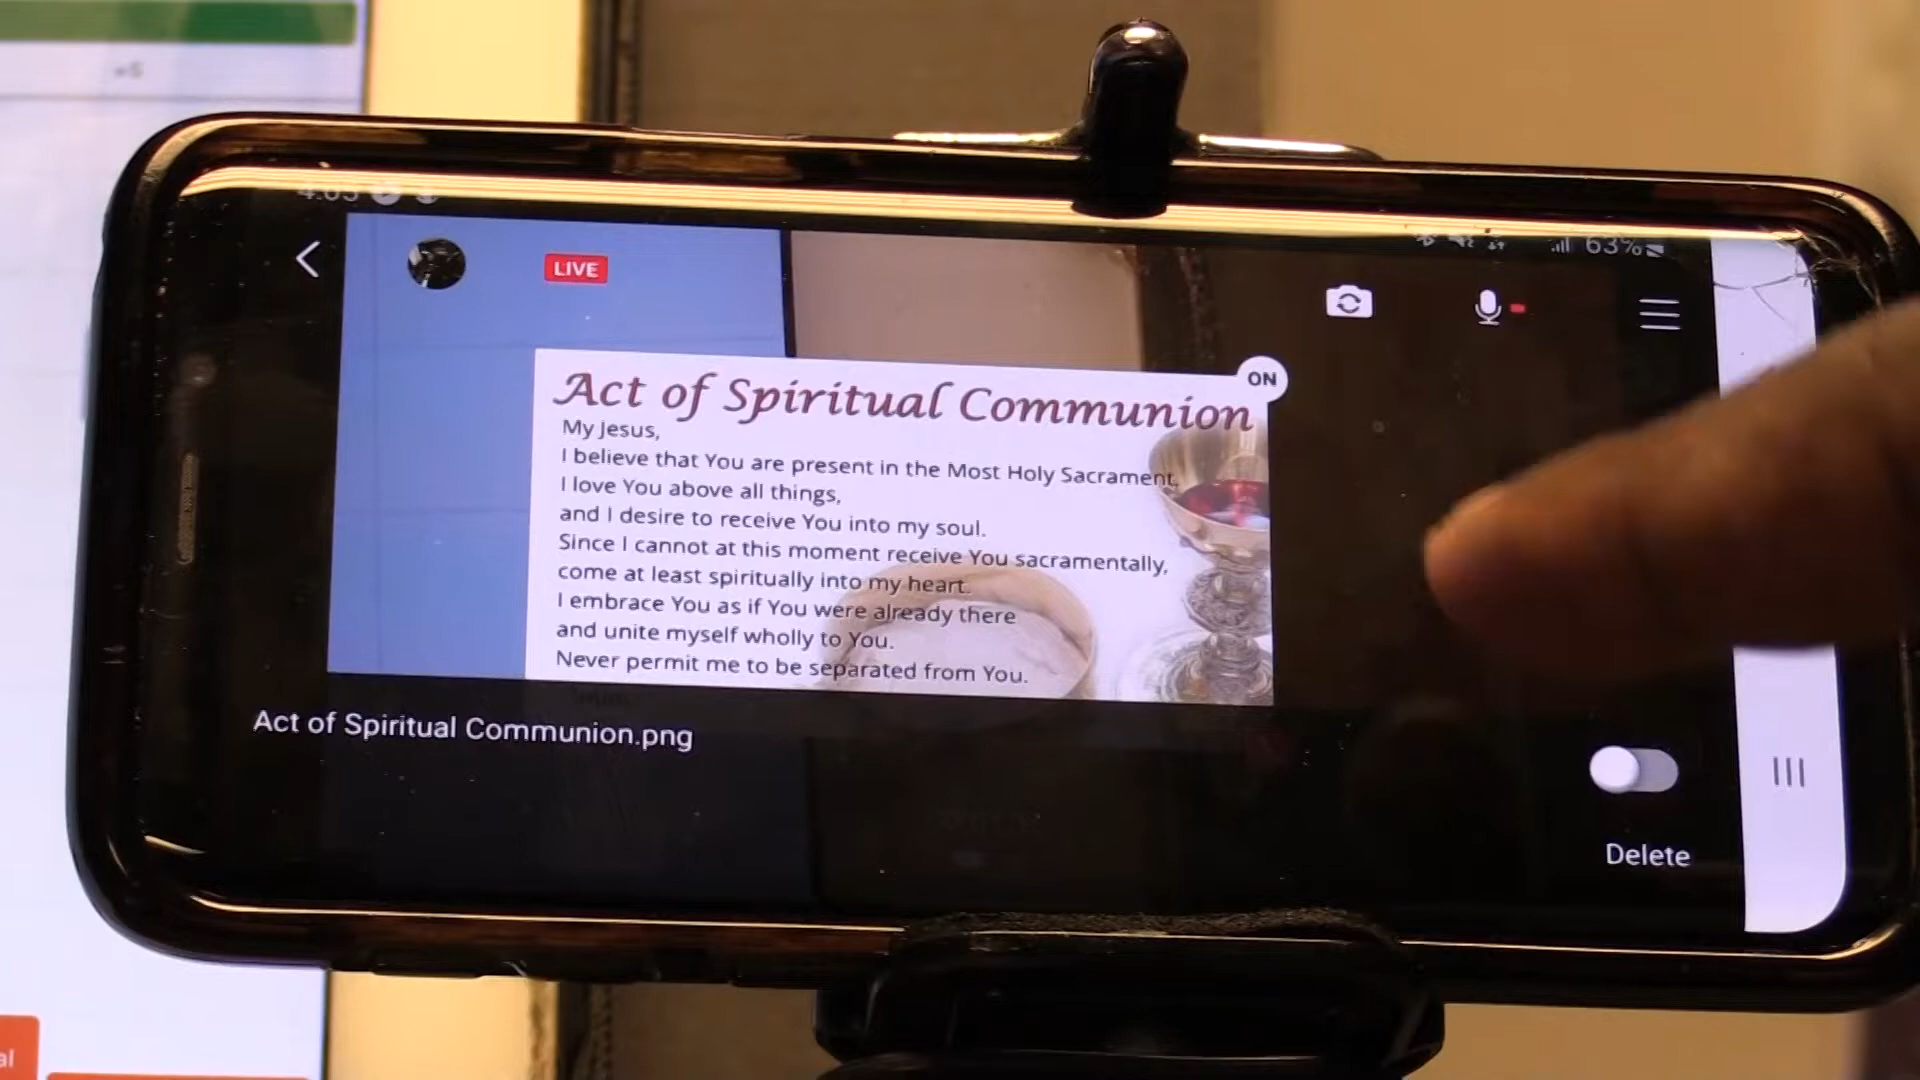 4:05
63%
LIVE
ON
Act of Spiritual Communion
My Jesus,
I believe that You are present in the Most Holy Sacrament.
I love You above all things,
and I desire to receive You into my soul.
Since I cannot at this moment receive You sacramentally,
come at least spiritually into my heart.
I embrace You as if You were already there
and unite myself wholly to You.
Never permit me to be separated from You.
Act of Spiritual Communion.png
Delete
al